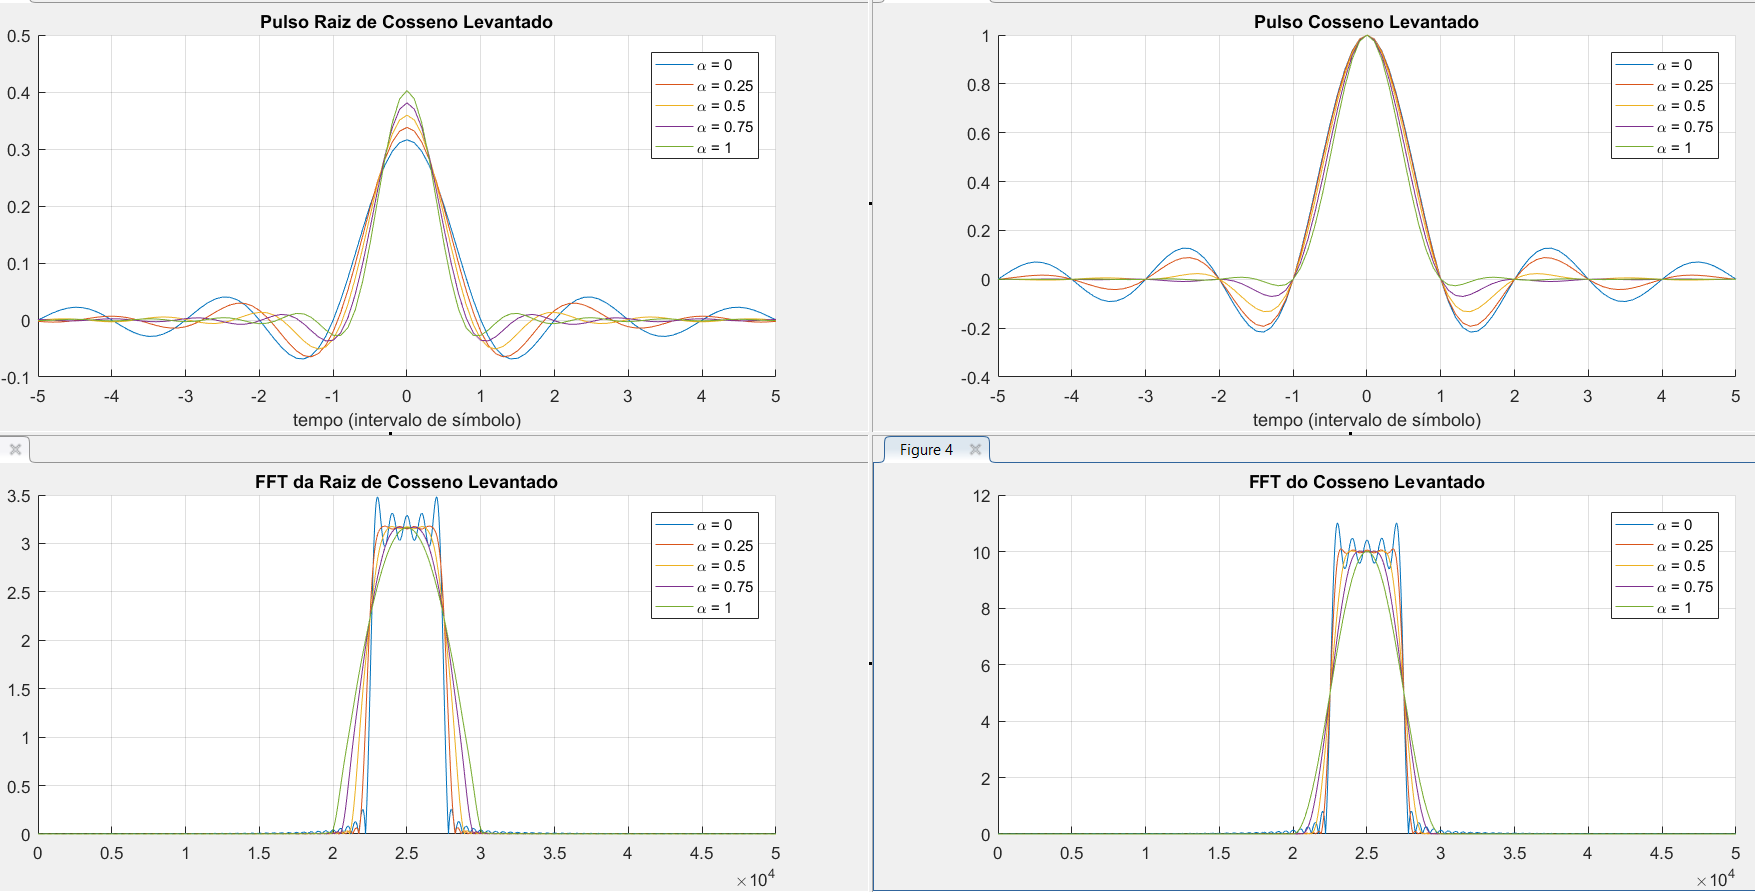 Pulso Raiz de Cosseno Levantado
0.5
0.4
0.3
0.2
0.1
0
-0.1
α = 0
α = 0.25
α = 0.5
α = 0.75
α = 1
-5 -4 -3 -2 -1 0 1 2 3 4 5
tempo (intervalo de símbolo)
Pulso Cosseno Levantado
1
0.8
0.6
0.4
0.2
0
-0.2
-0.4
α = 0
α = 0.25
α = 0.5
α = 0.75
α = 1
-5 -4 -3 -2 -1 0 1 2 3 4 5
tempo (intervalo de símbolo)
FFT da Raiz de Cosseno Levantado
3.5
3
2.5
2
1.5
1
0.5
0
α = 0
α = 0.25
α = 0.5
α = 0.75
α = 1
0 0.5 1 1.5 2 2.5 3 3.5 4 4.5 5
×10⁴
Figure 4
FFT do Cosseno Levantado
12
10
8
6
4
2
0
α = 0
α = 0.25
α = 0.5
α = 0.75
α = 1
0 0.5 1 1.5 2 2.5 3 3.5 4 4.5 5
×10⁴